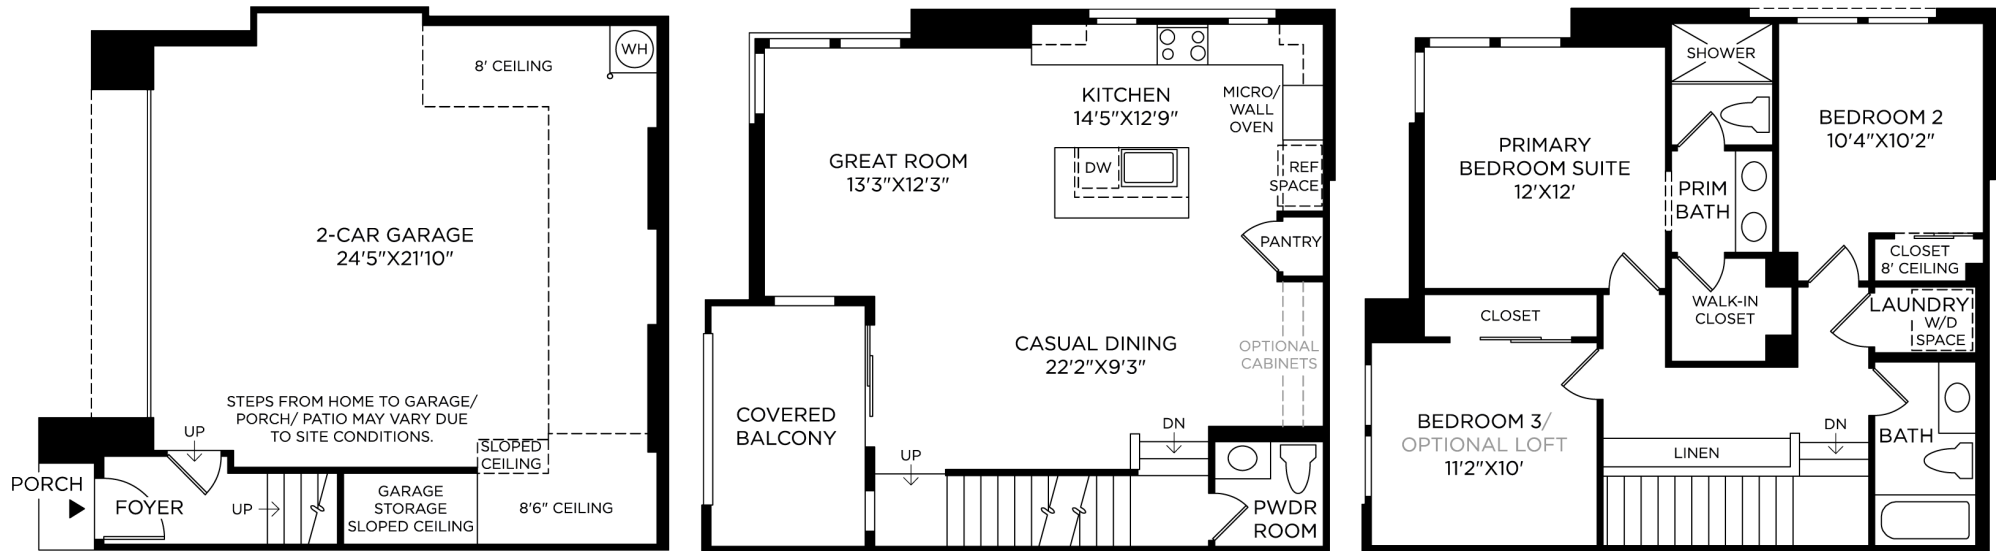 8' CEILING
WH
2-CAR GARAGE
24'5"X21'10"
STEPS FROM HOME TO GARAGE/
PORCH/ PATIO MAY VARY DUE
TO SITE CONDITIONS.
UP
SLOPED
CEILING
PORCH
FOYER
UP
GARAGE
STORAGE
SLOPED CEILING
8'6" CEILING
KITCHEN
14'5"X12'9"
MICRO/
WALL
OVEN
GREAT ROOM
13'3"X12'3"
DW
REF
SPACE
PANTRY
CASUAL DINING
22'2"X9'3"
OPTIONAL
CABINETS
COVERED
BALCONY
UP
DN
PWDR
ROOM
SHOWER
PRIMARY
BEDROOM SUITE
12'X12'
PRIM
BATH
BEDROOM 2
10'4"X10'2"
CLOSET
8' CEILING
WALK-IN
CLOSET
LAUNDRY
W/D
SPACE
CLOSET
BEDROOM 3/
OPTIONAL LOFT
11'2"X10'
LINEN
DN
BATH